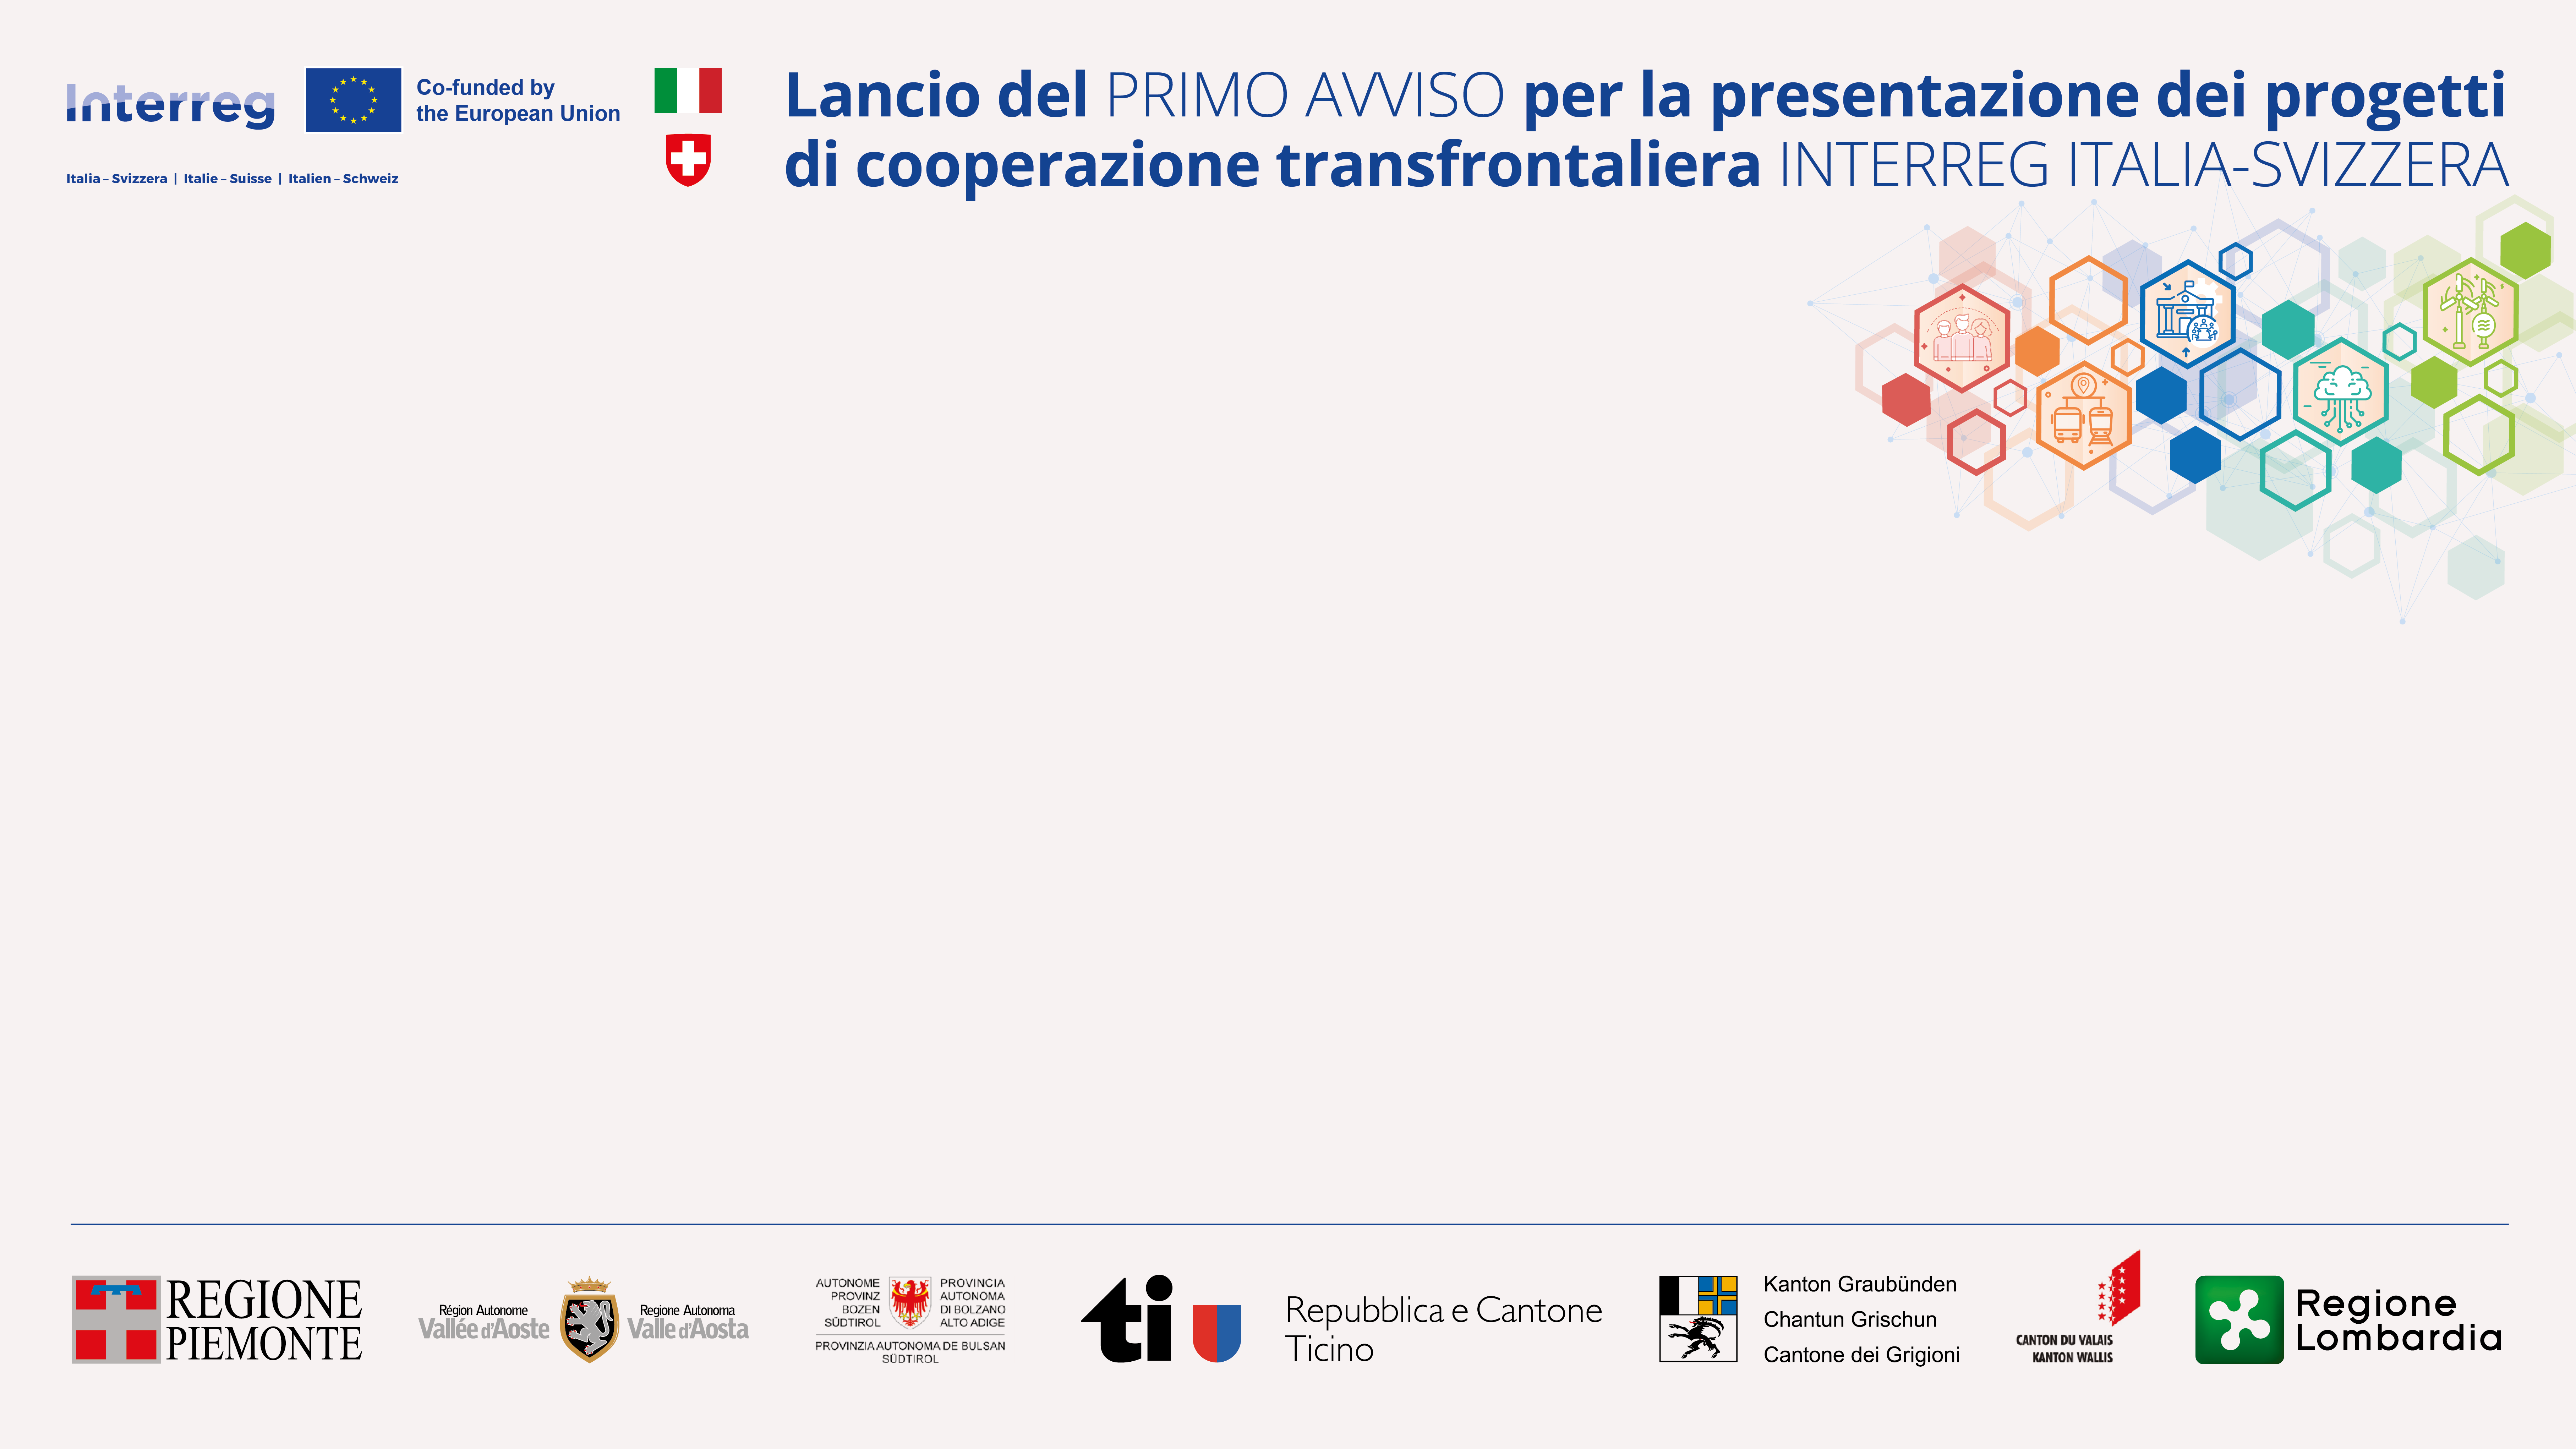 Interreg
Co-funded by
the European Union
Italia – Svizzera | Italie – Suisse | Italien – Schweiz
Lancio del PRIMO AVVISO per la presentazione dei progetti
di cooperazione transfrontaliera INTERREG ITALIA-SVIZZERA
REGIONE
PIEMONTE
Région Autonome
Vallée d'Aoste
Regione Autonoma
Valle d'Aosta
AUTONOME
PROVINZ
BOZEN
SÜDTIROL
PROVINCIA
AUTONOMA
DI BOLZANO
ALTO ADIGE
PROVINZIA AUTONOMA DE BULSAN
SÜDTIROL
ti
Repubblica e Cantone
Ticino
Kanton Graubünden
Chantun Grischun
Cantone dei Grigioni
CANTON DU VALAIS
KANTON WALLIS
Regione
Lombardia